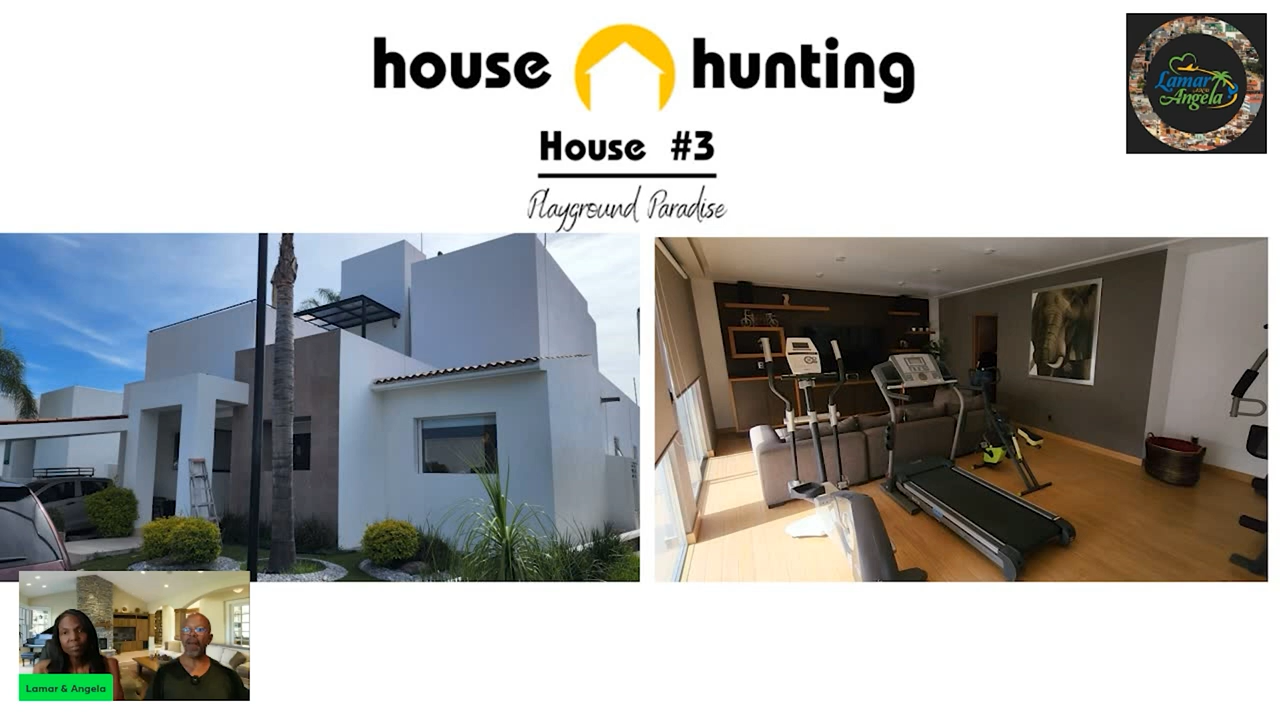 house hunting
House #3
Playground Paradise
Lamar
Angela
Lamar & Angela